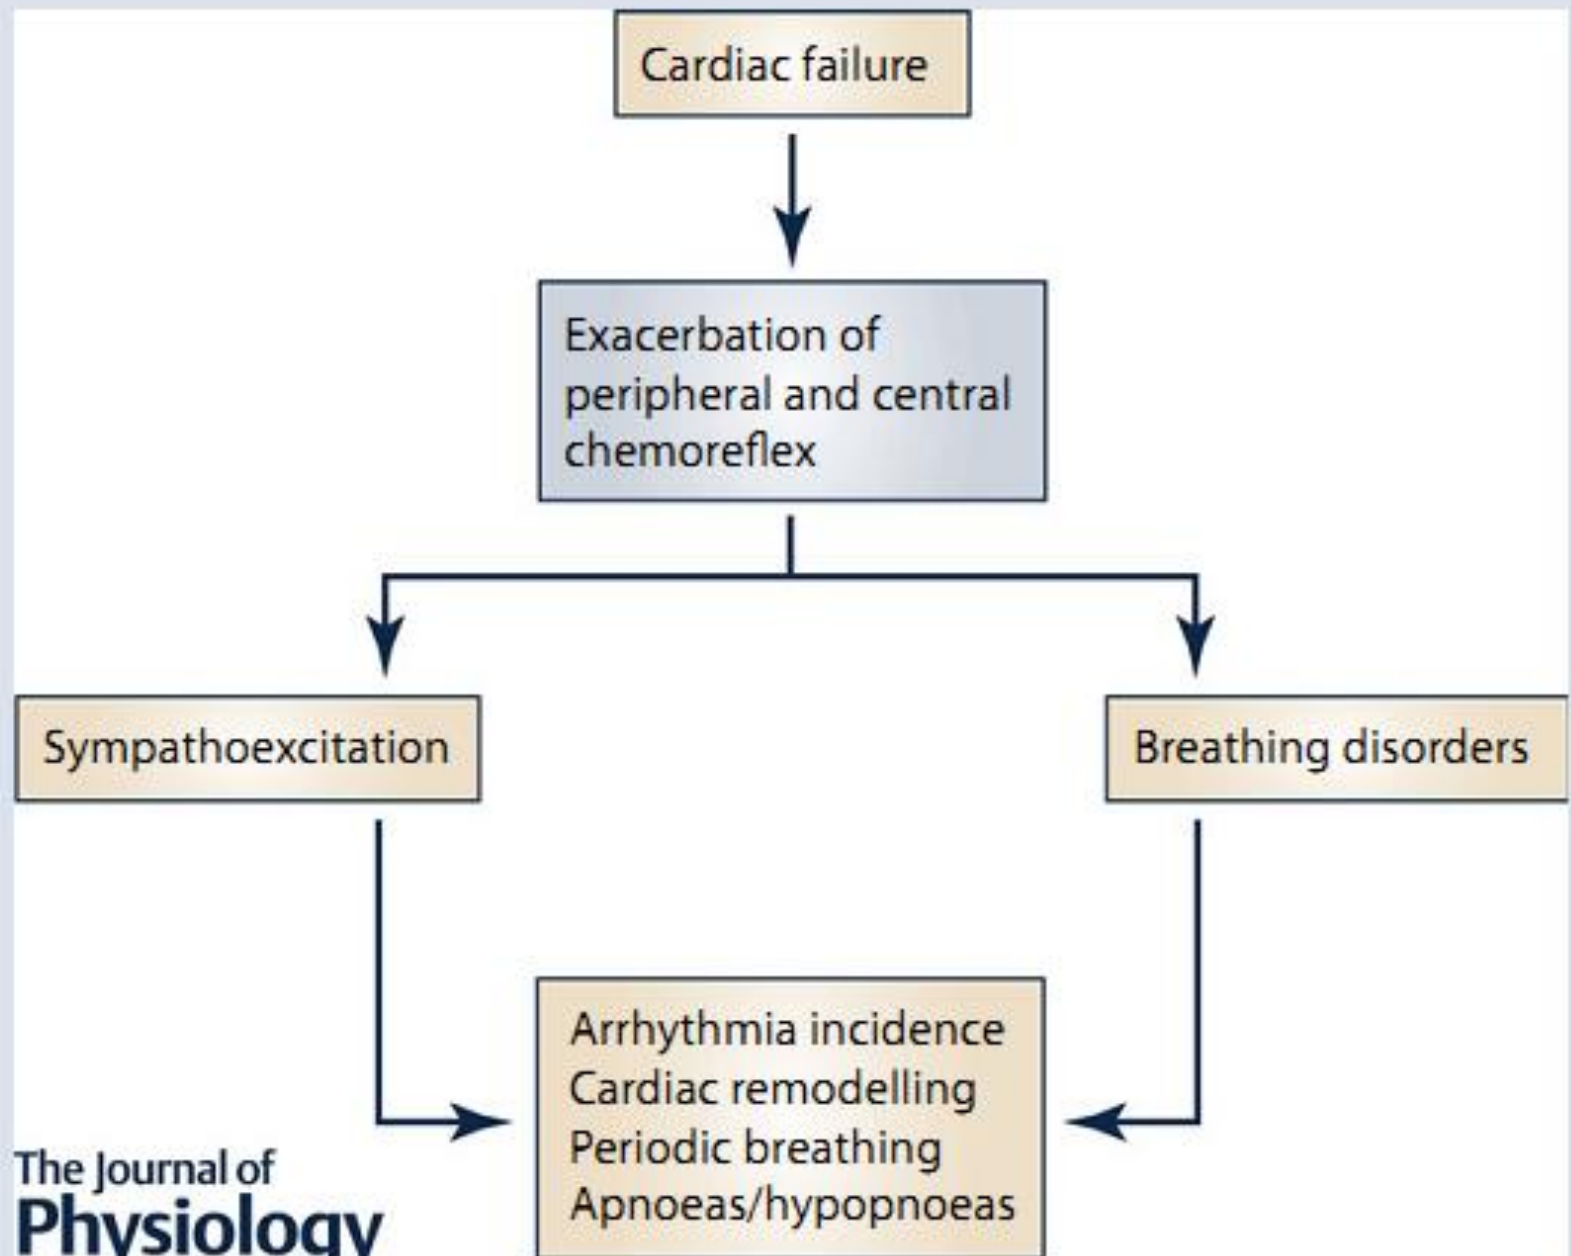 Cardiac failure
Exacerbation of
peripheral and central
chemoreflex
Sympathoexcitation
Breathing disorders
Arrhythmia incidence
Cardiac remodelling
Periodic breathing
Apnoeas/hypopnoeas
The Journal of
Physiology